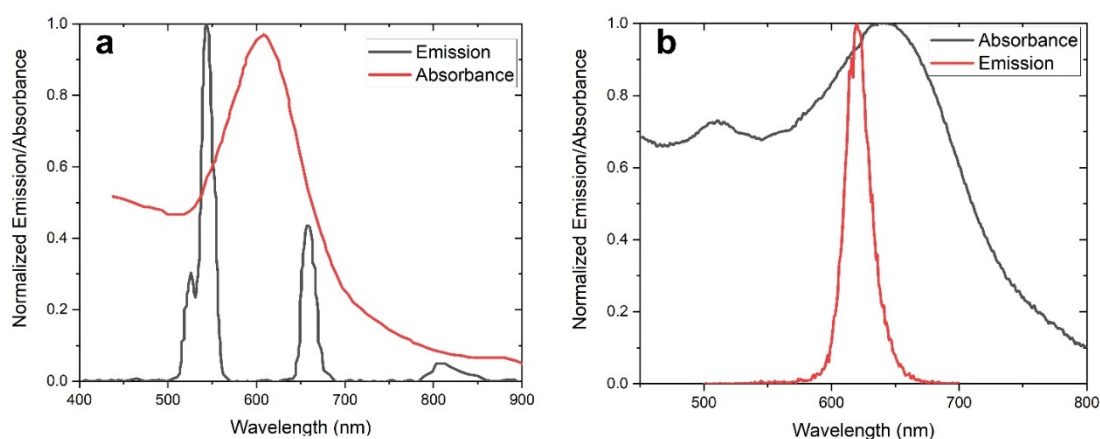 a
Emission
Absorbance
Normalized Emission/Absorbance
1.0
0.8
0.6
0.4
0.2
0.0
400 500 600 700 800 900
Wavelength (nm)
b
Absorbance
Emission
Normalized Emission/Absorbance
1.0
0.8
0.6
0.4
0.2
0.0
500 600 700 800
Wavelength (nm)